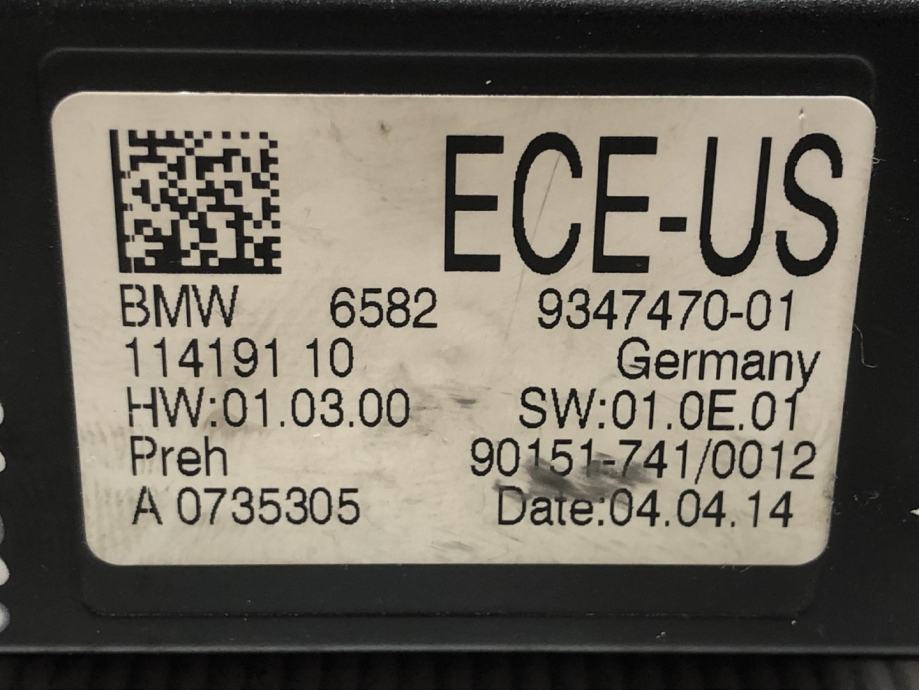 ECE-US
BMW 6582 9347470-01
114191 10 Germany
HW:01.03.00 SW:01.0E.01
Preh 90151-741/0012
A 0735305 Date:04.04.14